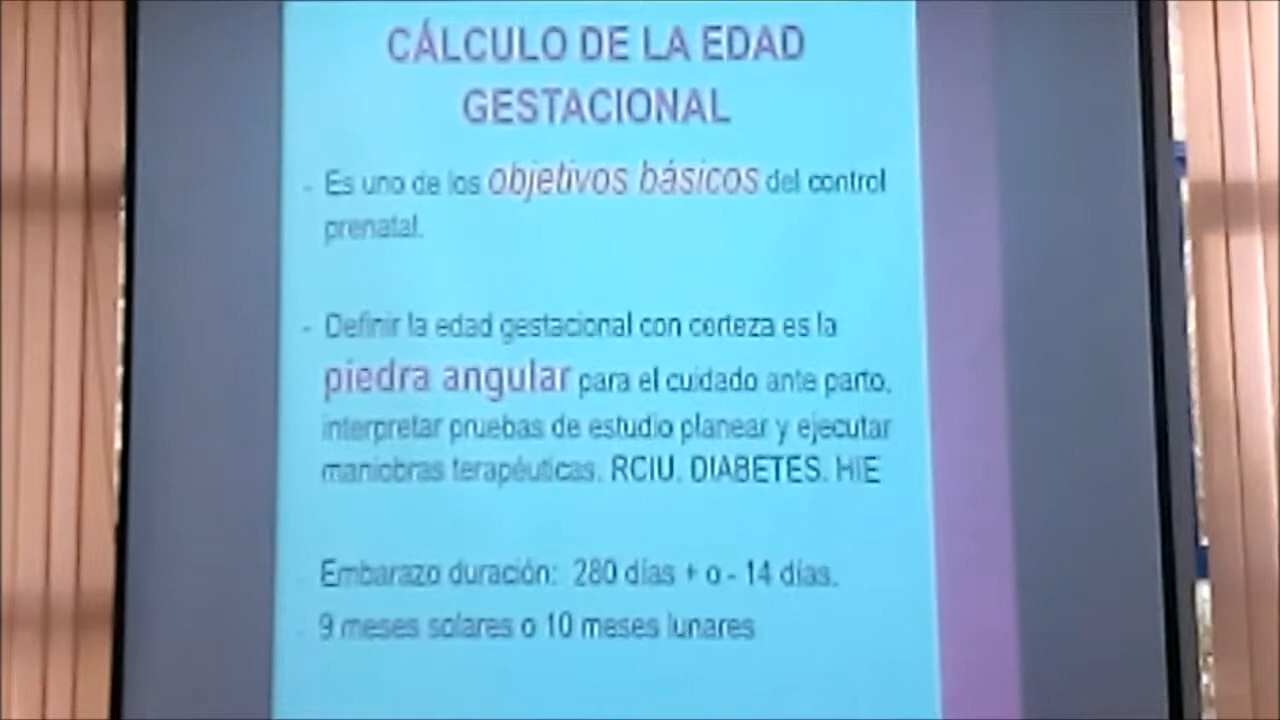 CÁLCULO DE LA EDAD
GESTACIONAL
- Es uno de los objetivos básicos del control
prenatal.
- Definir la edad gestacional con certeza es la
piedra angular para el cuidado ante parto,
interpretar pruebas de estudio planear y ejecutar
maniobras terapéuticas. RCIU. DIABETES. HIE
- Embarazo duración: 280 días + o - 14 días.
- 9 meses solares o 10 meses lunares